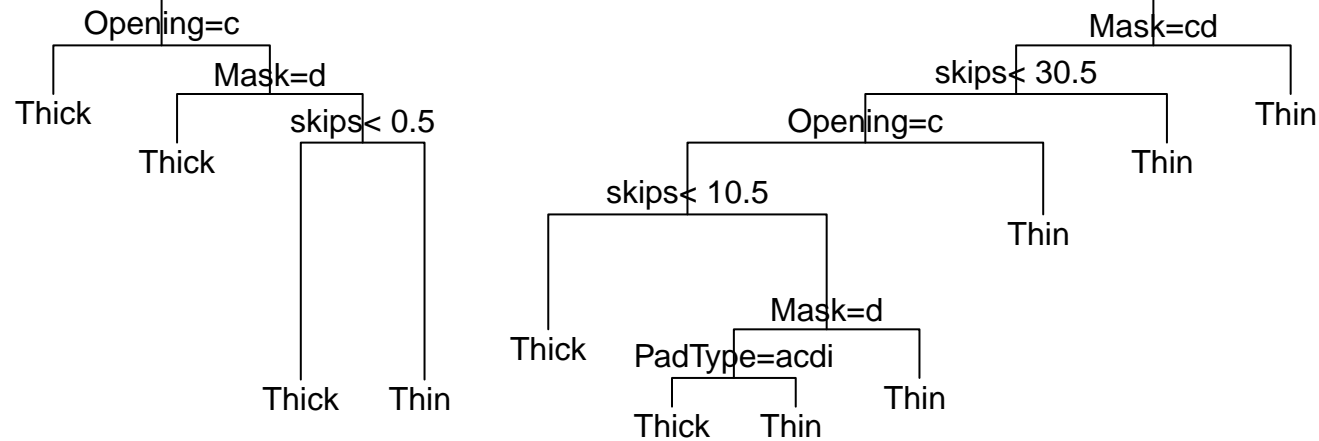 Opening=c
Mask=d
Thick
skips< 0.5
Thick
Thick
Thin
Mask=cd
skips< 30.5
Thin
Opening=c
Thin
skips< 10.5
Thin
Thick
Mask=d
PadType=acdi
Thin
Thick
Thin